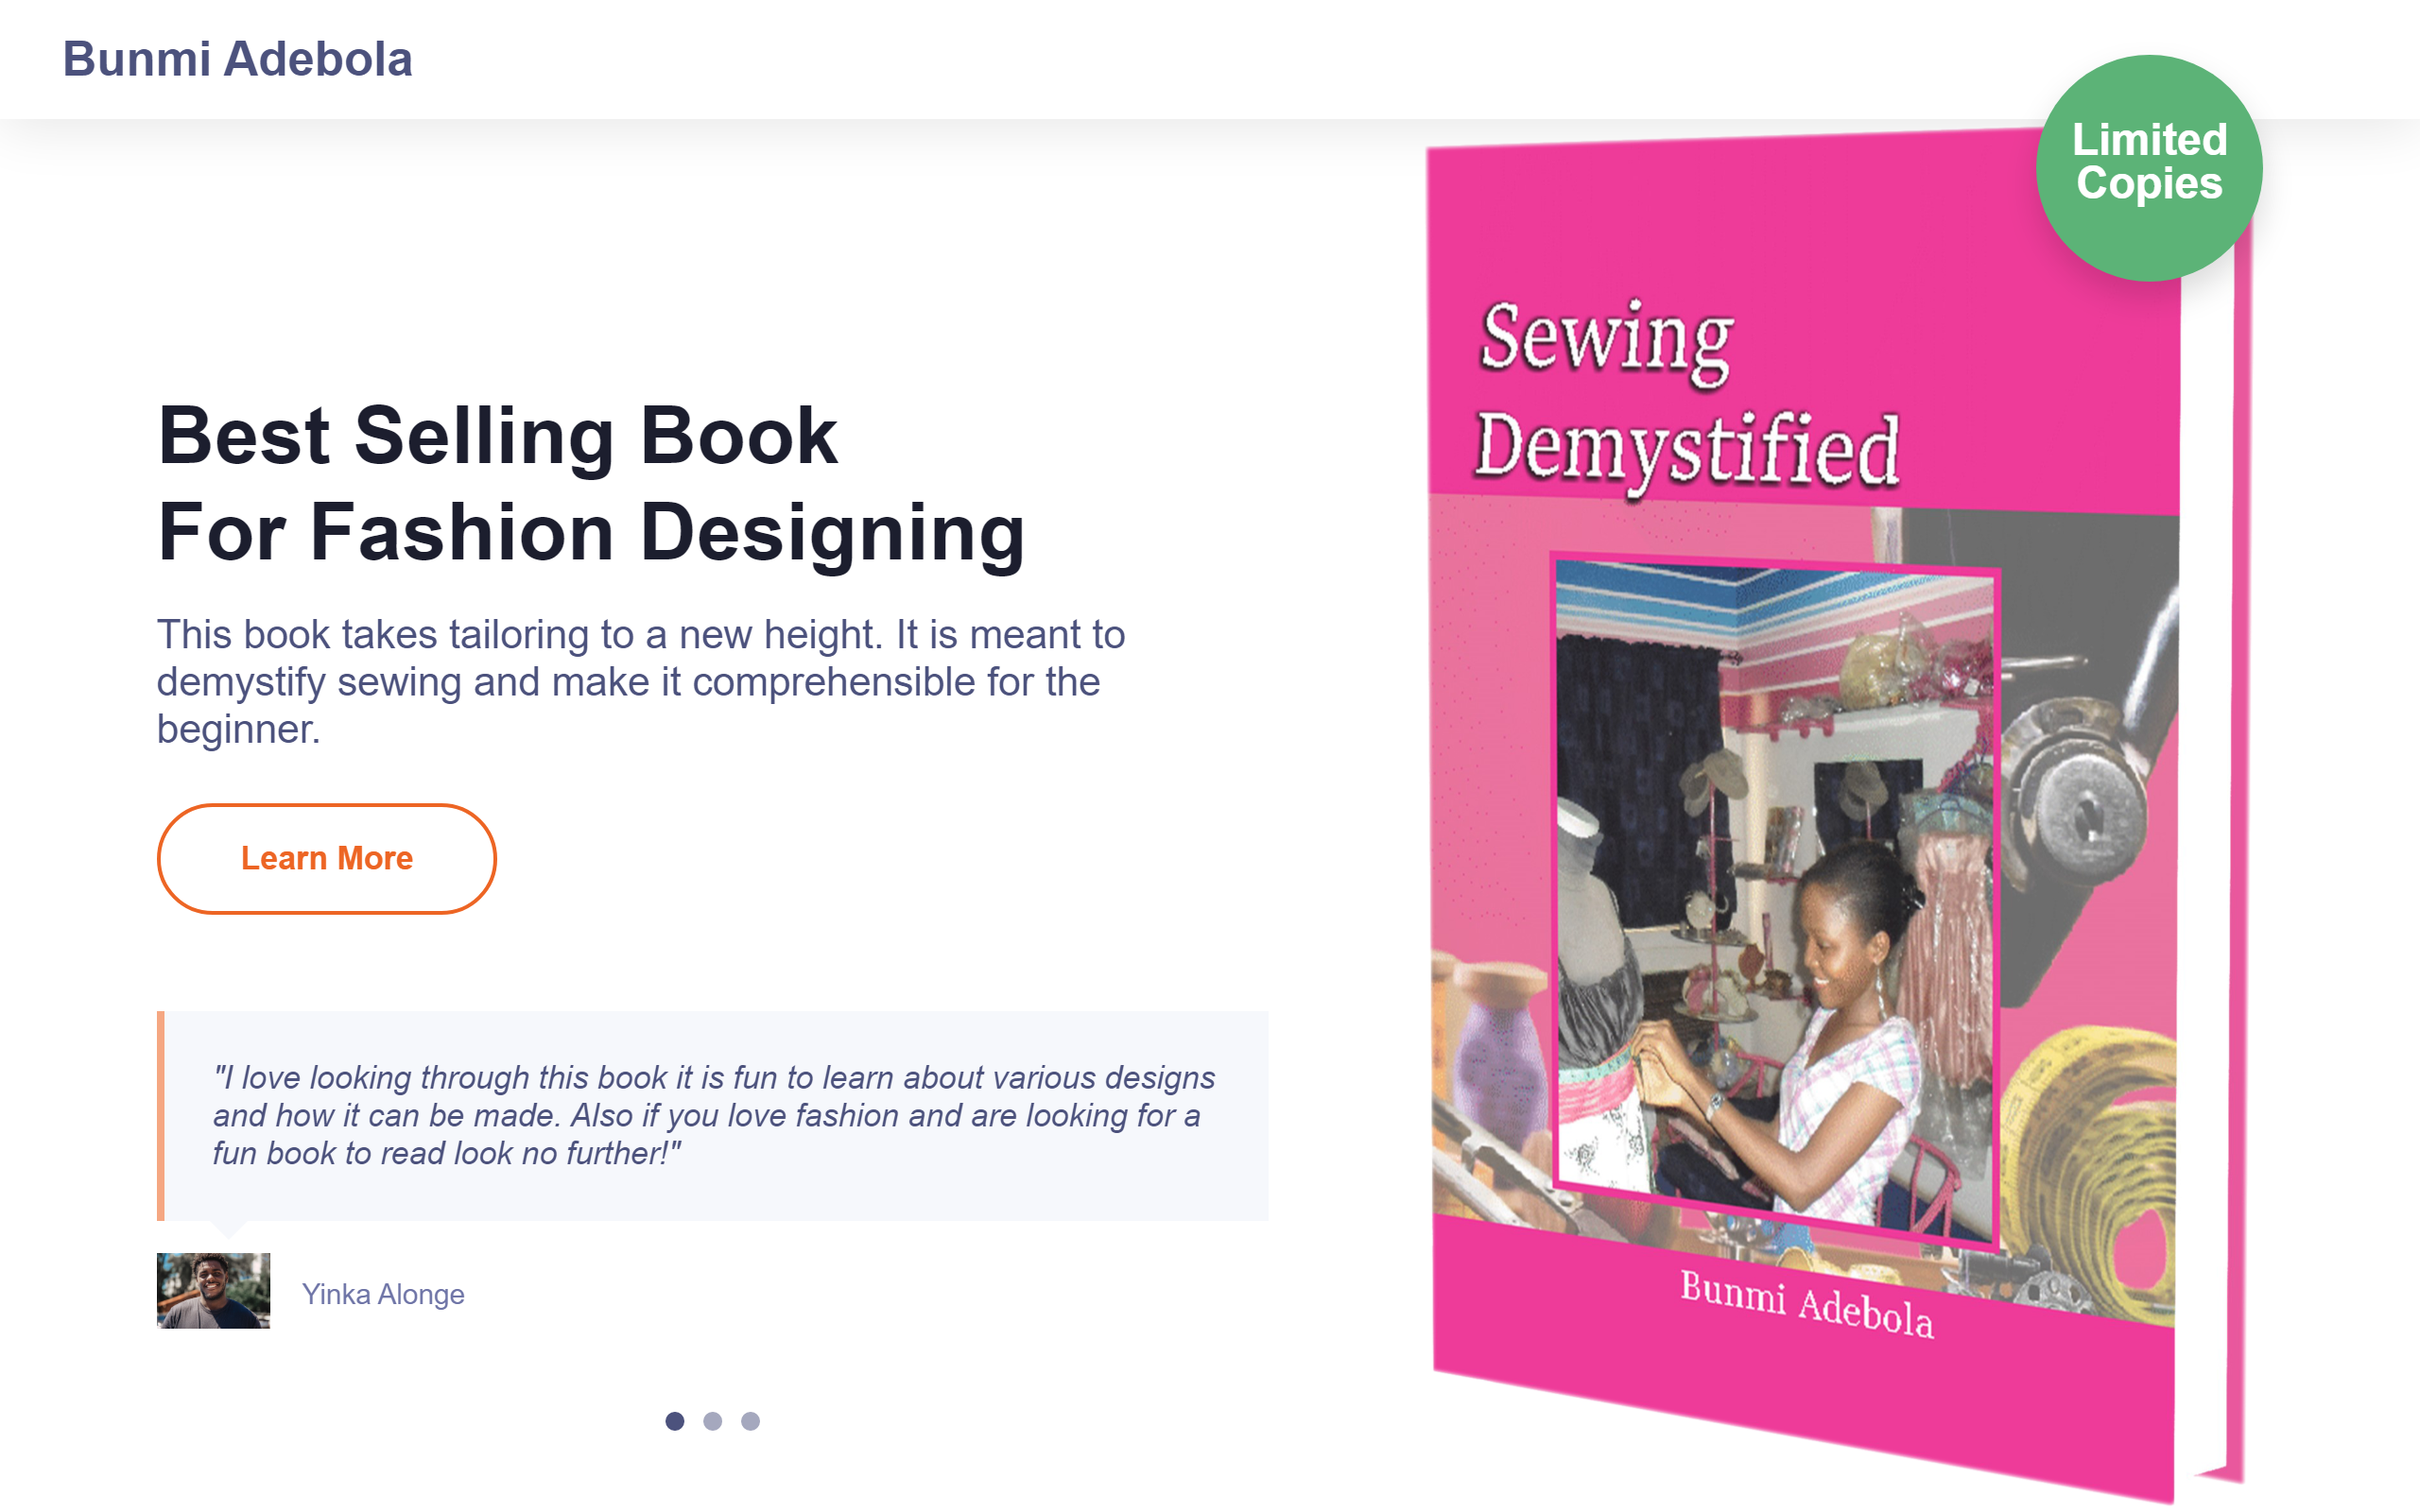 Bunmi Adebola
Limited
Copies
Sewing
Demystified
Best Selling Book
For Fashion Designing
This book takes tailoring to a new height. It is meant to
demystify sewing and make it comprehensible for the
beginner.
Learn More
"I love looking through this book it is fun to learn about various designs
and how it can be made. Also if you love fashion and are looking for a
fun book to read look no further!"
Yinka Alonge
Bunmi Adebola